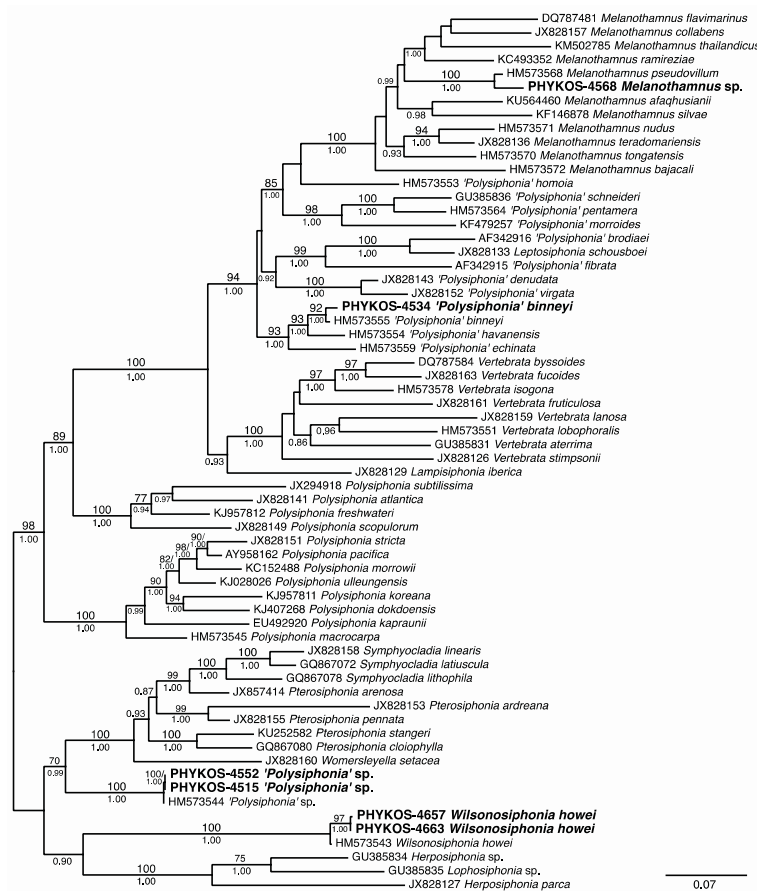 DQ787481 Melanothamnus flavimarinus
JX828157 Melanothamnus collabens
KM502785 Melanothamnus thailandicus
1.00
KC493352 Melanothamnus ramireziae
100 HM573568 Melanothamnus pseudovillum
0.99
1.00 PHYKOS-4568 Melanothamnus sp.
KU564460 Melanothamnus afaqhusianii
0.98 KF146878 Melanothamnus silvae
94 HM573571 Melanothamnus nudus
100
1.00 JX828136 Melanothamnus teradomariensis
1.00
0.93 HM573570 Melanothamnus tongatensis
HM573572 Melanothamnus bajacali
85 HM573553 'Polysiphonia' homoia
1.00
100 GU385836 'Polysiphonia' schneideri
98 1.00 HM573564 'Polysiphonia' pentamera
1.00 KF479257 'Polysiphonia' morroides
100 AF342916 'Polysiphonia' brodiaei
99 1.00 JX828133 Leptosiphonia schousboei
94 1.00 AF342915 'Polysiphonia' fibrata
0.92
1.00 100 JX828143 'Polysiphonia' denudata
1.00 JX828152 'Polysiphonia' virgata
92 PHYKOS-4534 'Polysiphonia' binneyi
93 1.00 HM573555 'Polysiphonia' binneyi
93 1.00 HM573554 'Polysiphonia' havanensis
1.00 HM573559 'Polysiphonia' echinata
100
1.00
97 DQ787584 Vertebrata byssoides
97 1.00 JX828163 Vertebrata fucoides
1.00 HM573578 Vertebrata isogona
JX828161 Vertebrata fruticulosa
JX828159 Vertebrata lanosa
100 0,96 HM573551 Vertebrata lobophoralis
89
1.00 0.86 GU385831 Vertebrata aterrima
1.00
0.93 JX828126 Vertebrata stimpsonii
JX828129 Lampisiphonia iberica
JX294918 Polysiphonia subtilissima
77 0.97 JX828141 Polysiphonia atlantica
100 0.94 KJ957812 Polysiphonia freshwateri
1.00 JX828149 Polysiphonia scopulorum
98
1.00
90/
1.00 JX828151 Polysiphonia stricta
98/
1.00 AY958162 Polysiphonia pacifica
82/
1.00 KC152488 Polysiphonia morrowii
90 KJ028026 Polysiphonia ulleungensis
1.00 94 KJ957811 Polysiphonia koreana
100 0.99 1.00 KJ407268 Polysiphonia dokdoensis
1.00 EU492920 Polysiphonia kapraunii
HM573545 Polysiphonia macrocarpa
100 JX828158 Symphyocladia linearis
100 1.00 GQ867072 Symphyocladia latiuscula
99 1.00 GQ867078 Symphyocladia lithophila
0.87 1.00 JX857414 Pterosiphonia arenosa
99 JX828153 Pterosiphonia ardreana
0.93 1.00 JX828155 Pterosiphonia pennata
100 100 KU252582 Pterosiphonia stangeri
1.00 1.00 GQ867080 Pterosiphonia cloiophylla
70 JX828160 Womersleyella setacea
0.99
100/
1.00 PHYKOS-4552 'Polysiphonia' sp.
100 PHYKOS-4515 'Polysiphonia' sp.
1.00 HM573544 'Polysiphonia' sp.
97 PHYKOS-4657 Wilsonosiphonia howei
100 1.00 PHYKOS-4663 Wilsonosiphonia howei
1.00 HM573543 Wilsonosiphonia howei
0.90
75 GU385834 Herposiphonia sp.
100 1.00 GU385835 Lophosiphonia sp.
1.00 JX828127 Herposiphonia parca
0.07